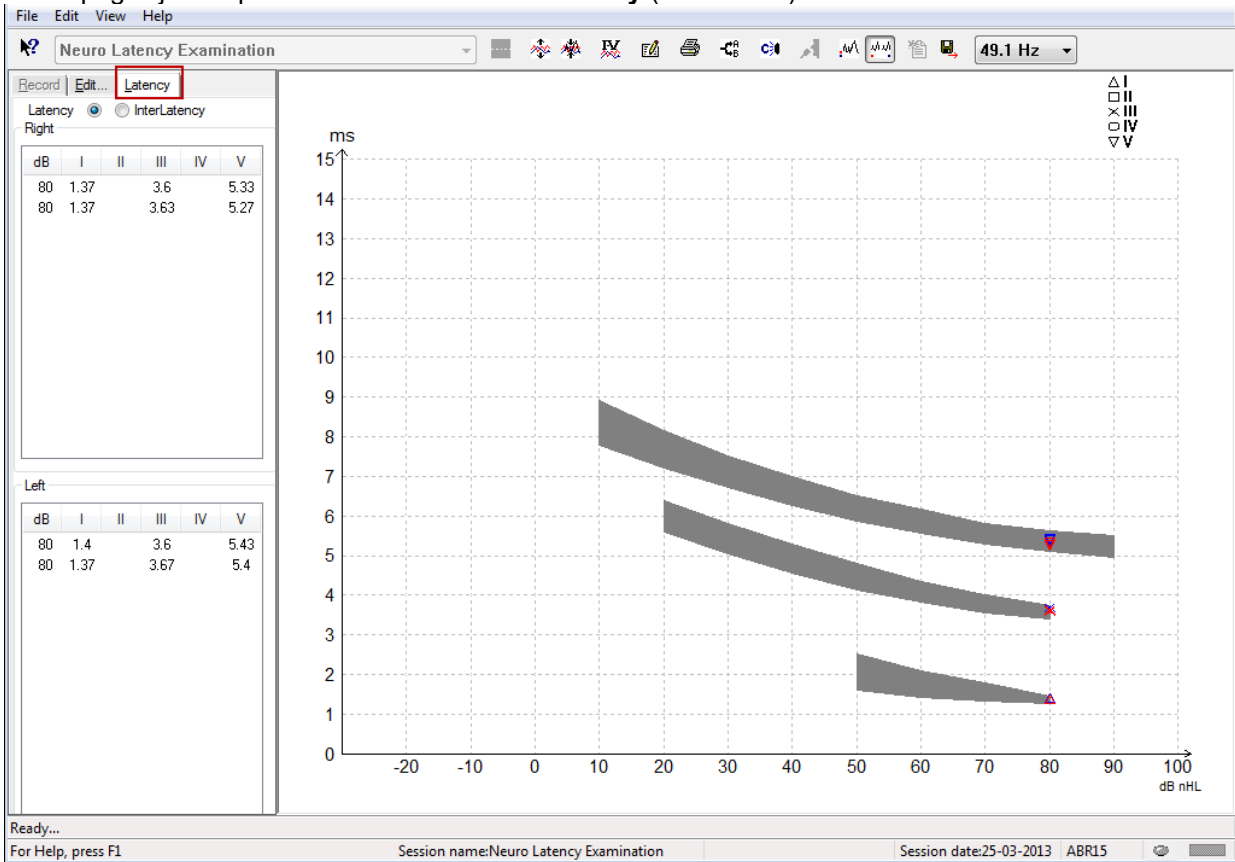 File Edit View Help
Neuro Latency Examination
49.1 Hz
Record Edit... Latency
Latency InterLatency
Right
dB I II III IV V
80 1.37 3.6 5.33
80 1.37 3.63 5.27
Left
dB I II III IV V
80 1.4 3.6 5.43
80 1.37 3.67 5.4
I
II
III
IV
V
ms
15
14
13
12
11
10
9
8
7
6
5
4
3
2
1
0
-20 -10 0 10 20 30 40 50 60 70 80 90 100
dB nHL
Ready...
For Help, press F1 Session name:Neuro Latency Examination Session date:25-03-2013 ABR15